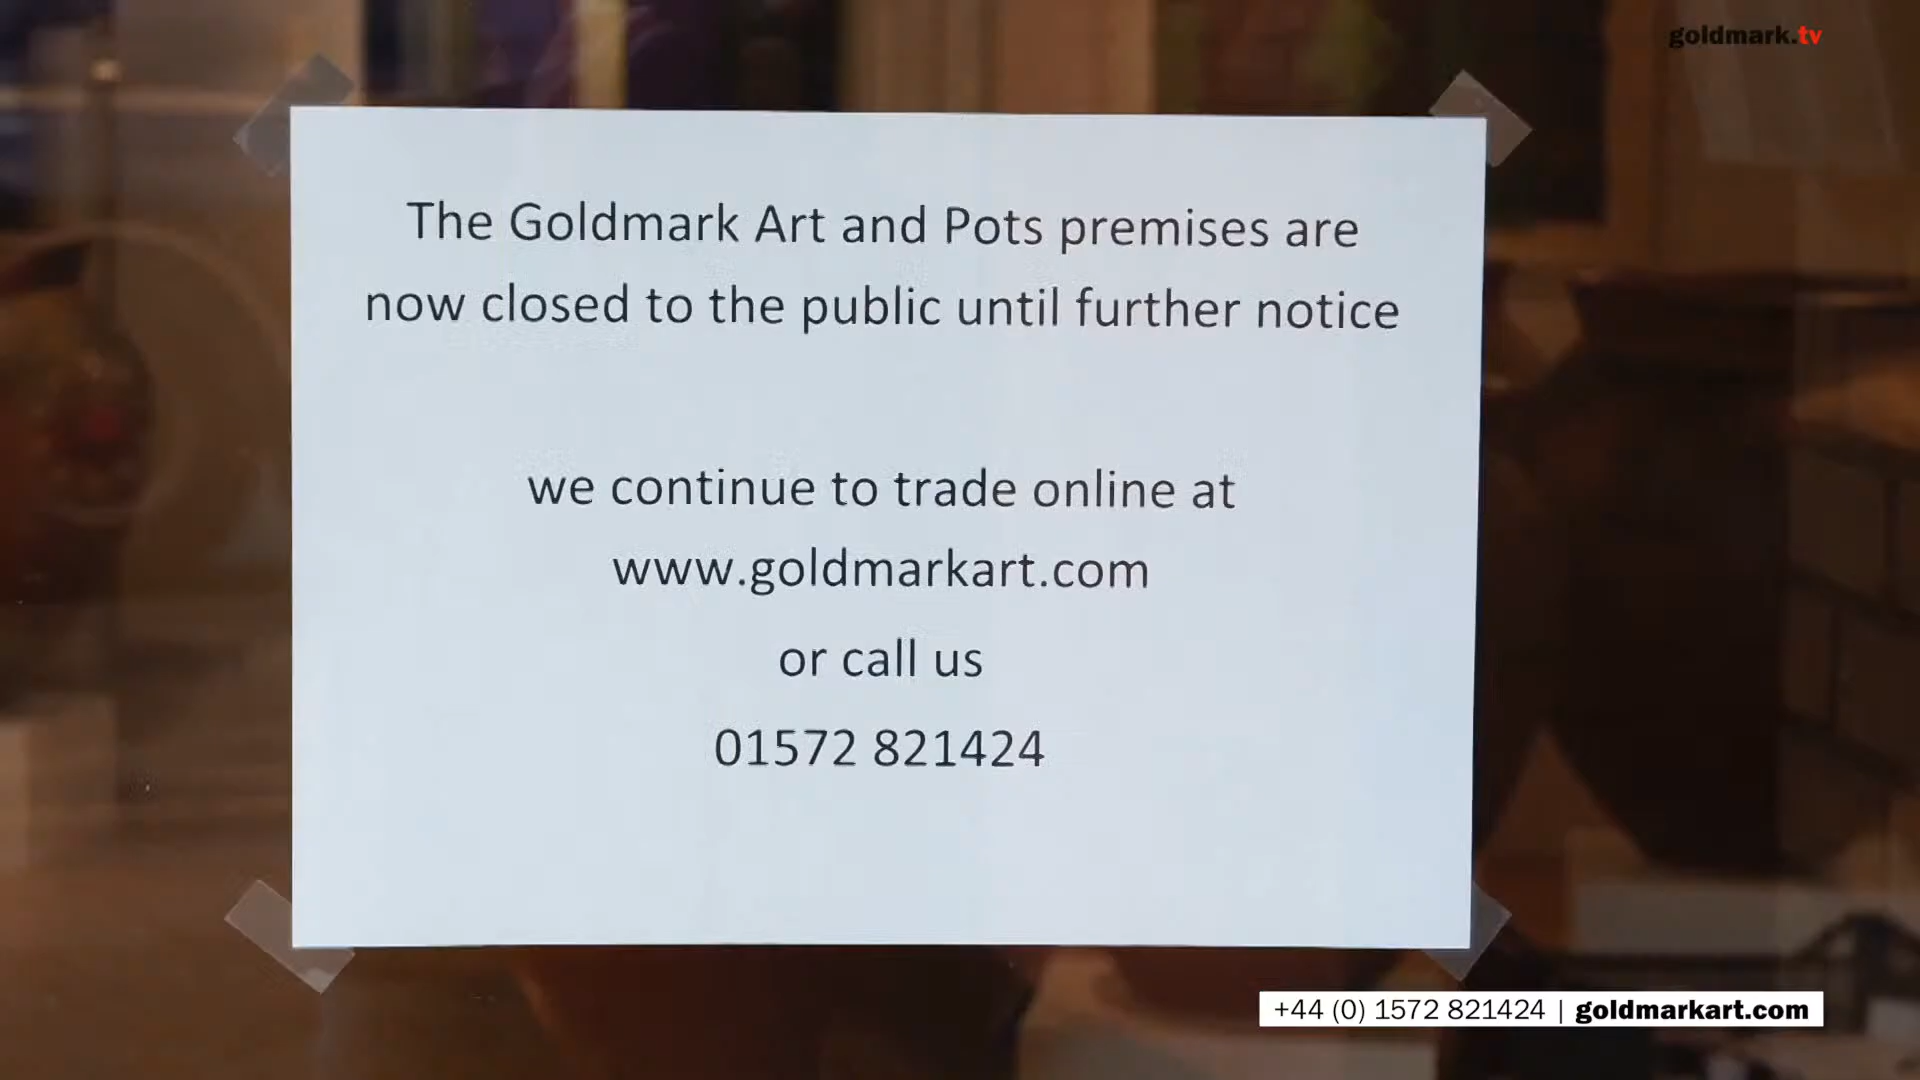 goldmark.tv
The Goldmark Art and Pots premises are
now closed to the public until further notice
we continue to trade online at
www.goldmarkart.com
or call us
01572 821424
+44 (0) 1572 821424 | goldmarkart.com